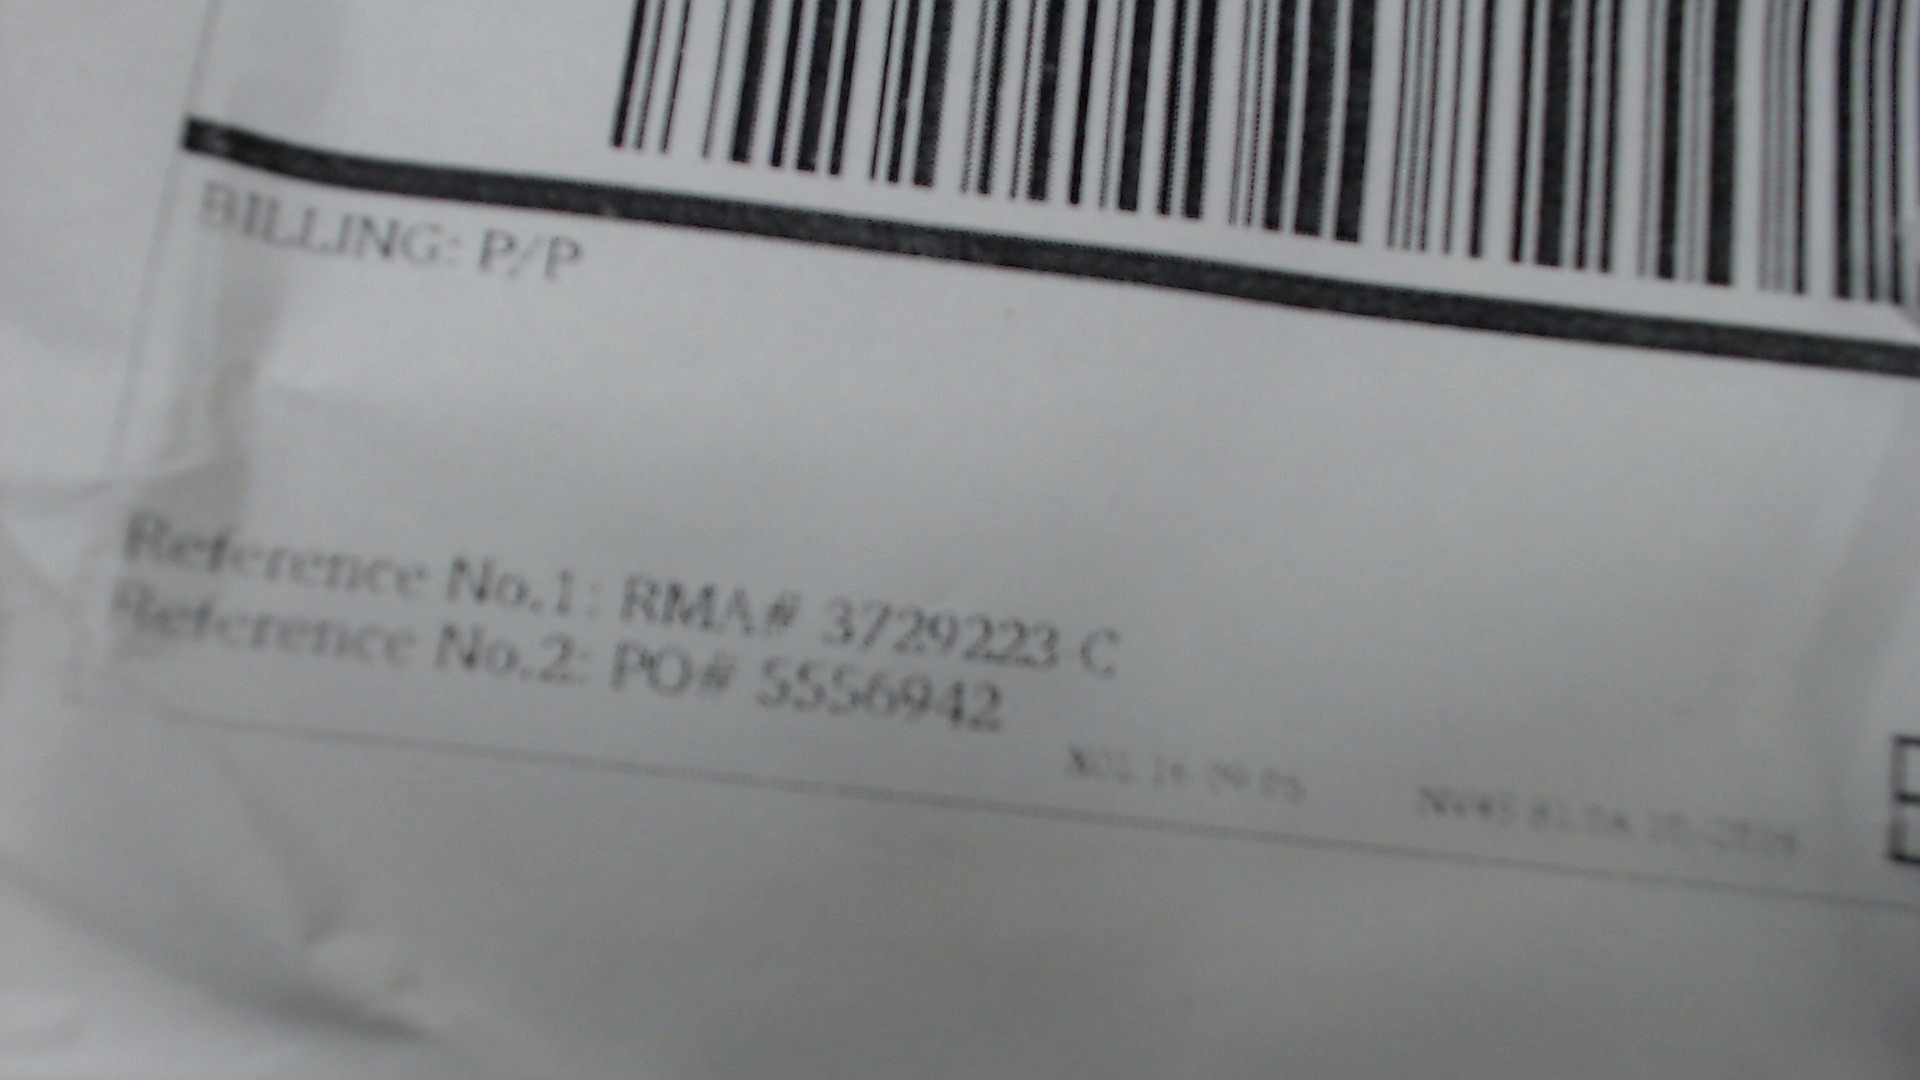 BILLING: P/P
Reference No.1: RMA# 3729223 C
Reference No.2: PO# 5556942